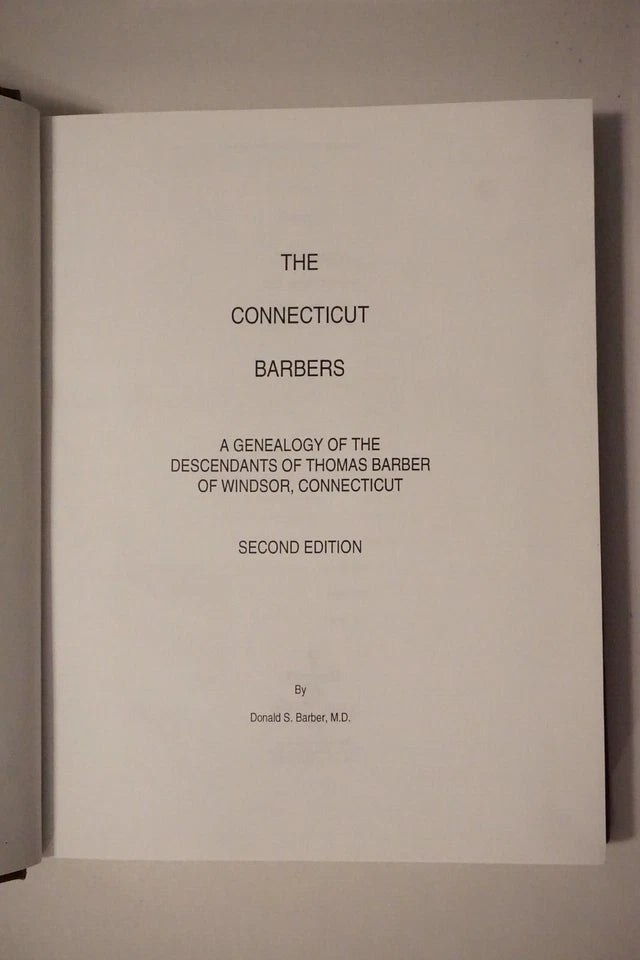 THE
CONNECTICUT
BARBERS
A GENEALOGY OF THE
DESCENDANTS OF THOMAS BARBER
OF WINDSOR, CONNECTICUT
SECOND EDITION
By
Donald S. Barber, M.D.